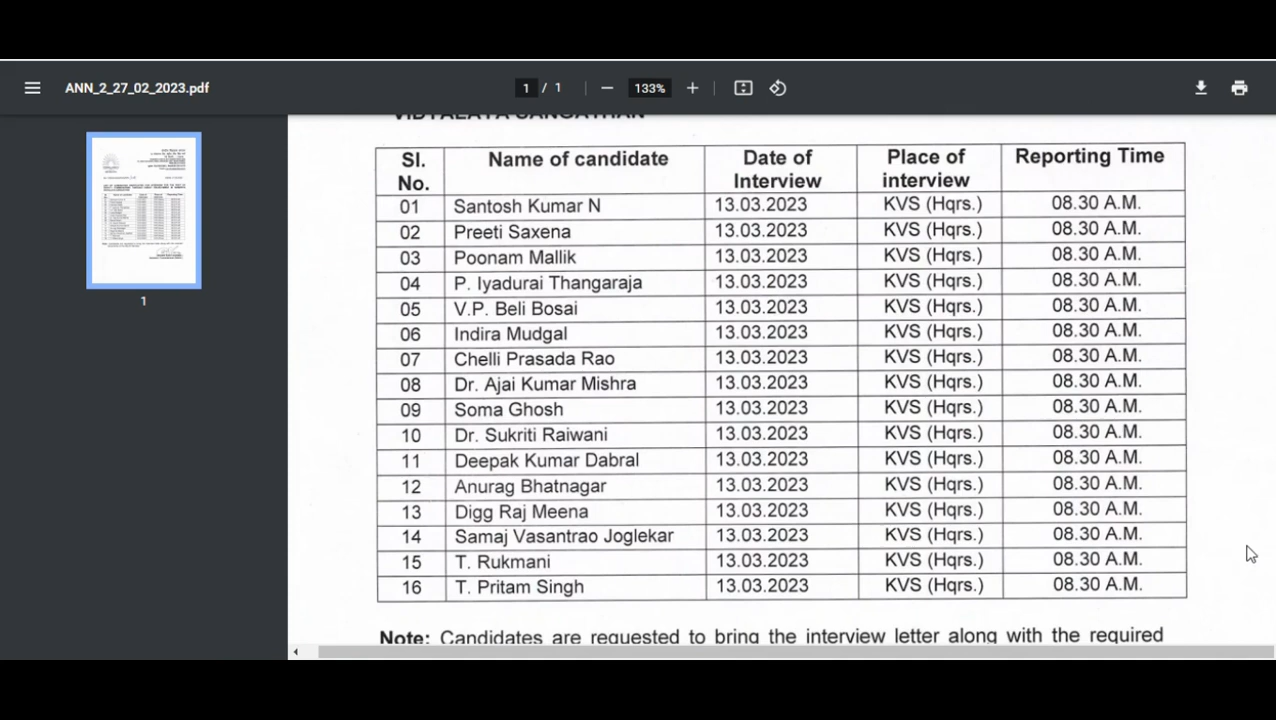 ANN_2_27_02_2023.pdf
1 / 1
133%
1
VIDYALAYA SANGATHAN
Sl. No. Name of candidate Date of Interview Place of interview Reporting Time
01 Santosh Kumar N 13.03.2023 KVS (Hqrs.) 08.30 A.M.
02 Preeti Saxena 13.03.2023 KVS (Hqrs.) 08.30 A.M.
03 Poonam Mallik 13.03.2023 KVS (Hqrs.) 08.30 A.M.
04 P. Iyadurai Thangaraja 13.03.2023 KVS (Hqrs.) 08.30 A.M.
05 V.P. Beli Bosai 13.03.2023 KVS (Hqrs.) 08.30 A.M.
06 Indira Mudgal 13.03.2023 KVS (Hqrs.) 08.30 A.M.
07 Chelli Prasada Rao 13.03.2023 KVS (Hqrs.) 08.30 A.M.
08 Dr. Ajai Kumar Mishra 13.03.2023 KVS (Hqrs.) 08.30 A.M.
09 Soma Ghosh 13.03.2023 KVS (Hqrs.) 08.30 A.M.
10 Dr. Sukriti Raiwani 13.03.2023 KVS (Hqrs.) 08.30 A.M.
11 Deepak Kumar Dabral 13.03.2023 KVS (Hqrs.) 08.30 A.M.
12 Anurag Bhatnagar 13.03.2023 KVS (Hqrs.) 08.30 A.M.
13 Digg Raj Meena 13.03.2023 KVS (Hqrs.) 08.30 A.M.
14 Samaj Vasantrao Joglekar 13.03.2023 KVS (Hqrs.) 08.30 A.M.
15 T. Rukmani 13.03.2023 KVS (Hqrs.) 08.30 A.M.
16 T. Pritam Singh 13.03.2023 KVS (Hqrs.) 08.30 A.M.
Note: Candidates are requested to bring the interview letter along with the required